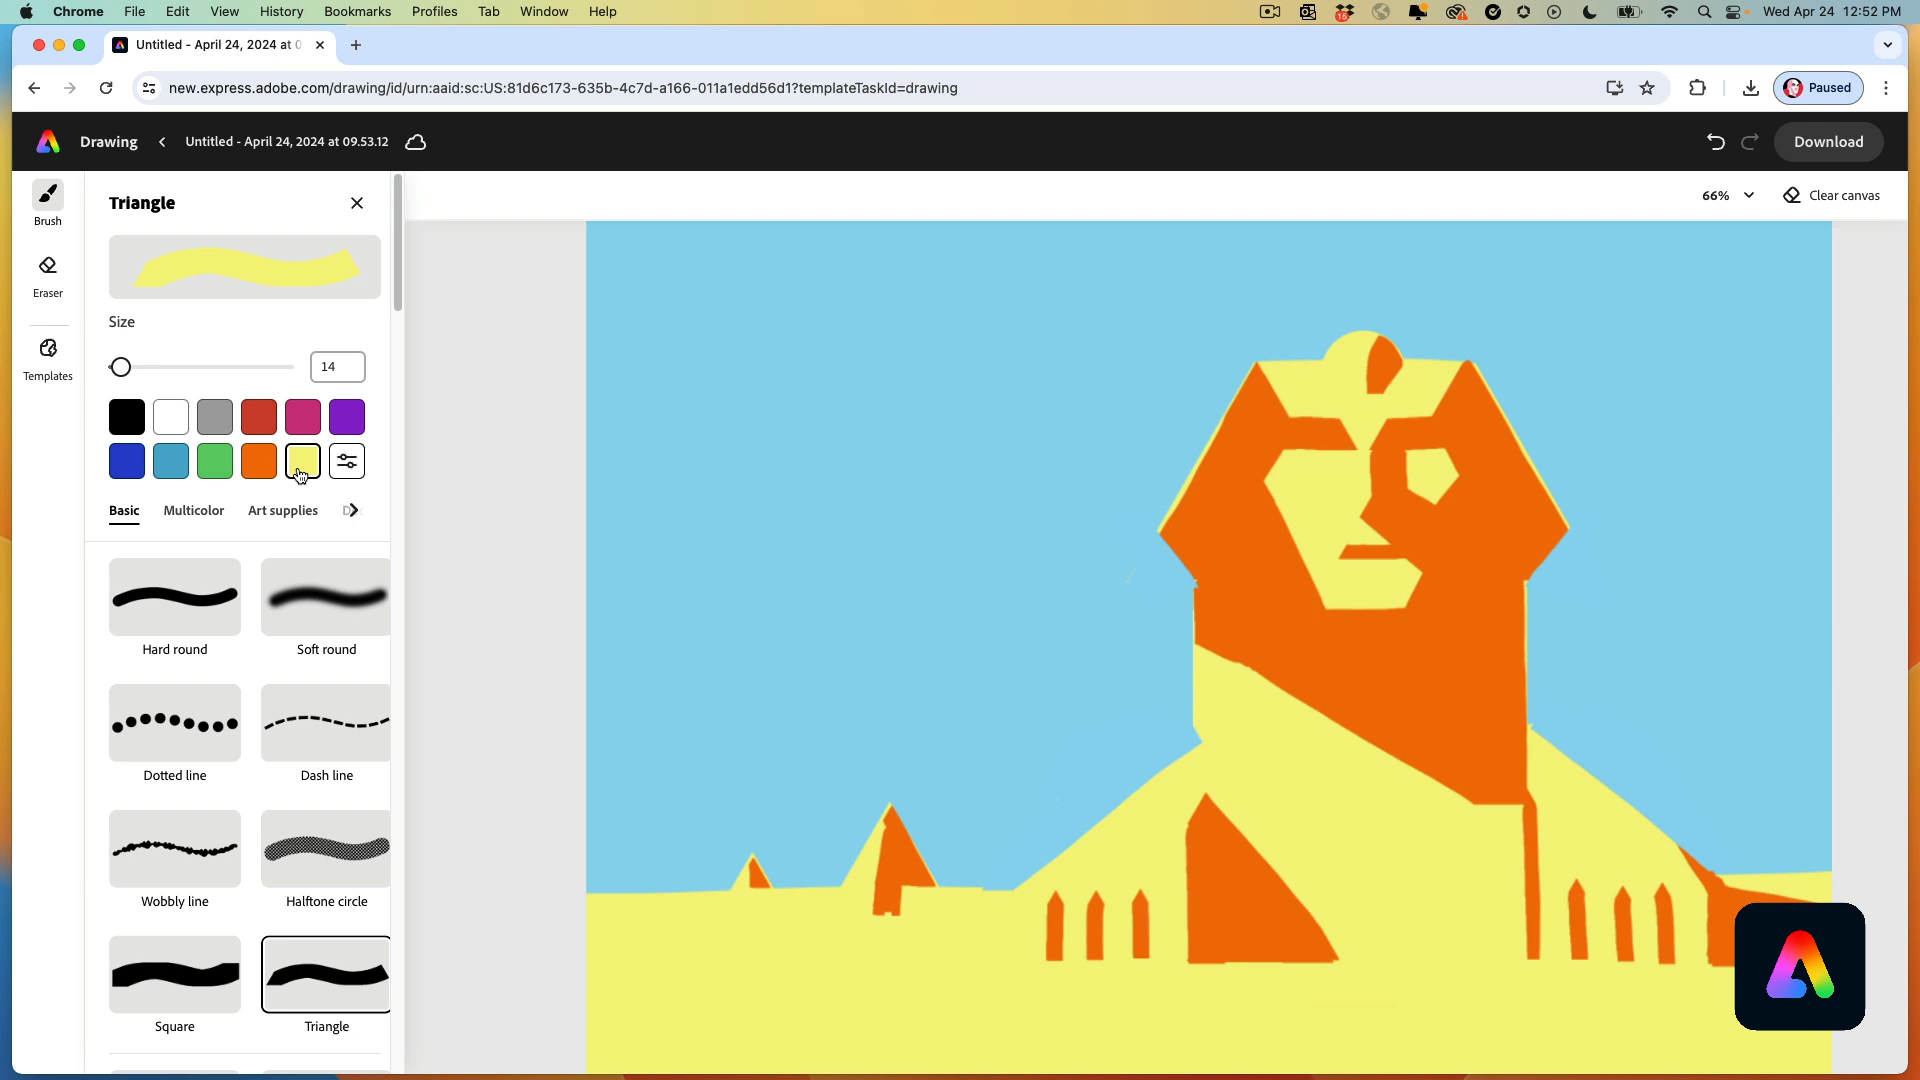 Chrome File Edit View History Bookmarks Profiles Tab Window Help
Wed Apr 24 12:52 PM
Untitled - April 24, 2024 at 0
new.express.adobe.com/drawing/id/urn:aaid:sc:US:81d6c173-635b-4c7d-a166-011a1edd56d1?templateTaskId=drawing
Paused
Drawing
Untitled - April 24, 2024 at 09.53.12
Download
Brush
Eraser
Templates
Triangle
66%
Clear canvas
Size
14
Basic Multicolor Art supplies D
Hard round
Soft round
Dotted line
Dash line
Wobbly line
Halftone circle
Square
Triangle